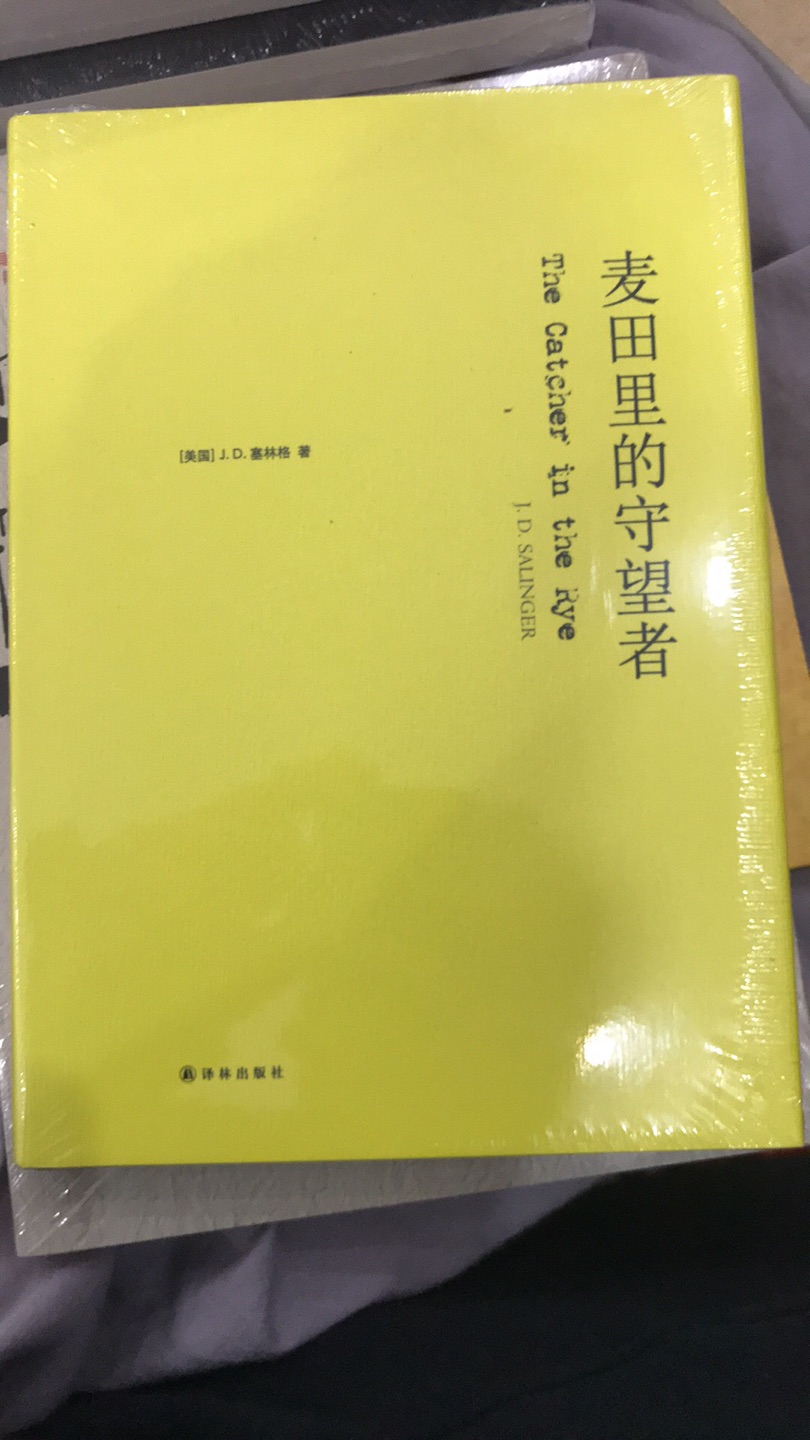 麦田里的守望者
The Catcher in the Rye
J. D. SALINGER
[美国] J. D. 塞林格 著
译林出版社